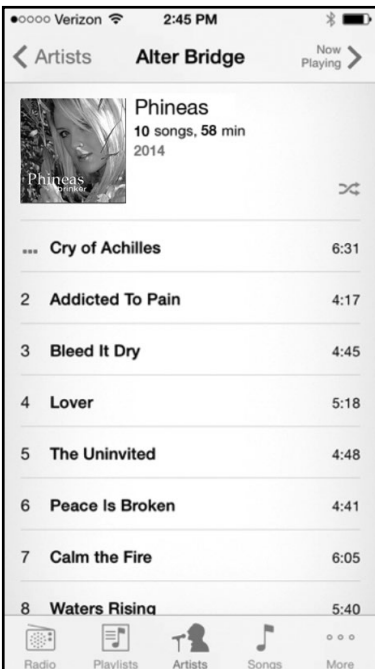 Verizon 2:45 PM
Artists Alter Bridge Now
Playing
Phineas
10 songs, 58 min
2014
Phineas
brinker
Cry of Achilles 6:31
2 Addicted To Pain 4:17
3 Bleed It Dry 4:45
4 Lover 5:18
5 The Uninvited 4:48
6 Peace Is Broken 4:41
7 Calm the Fire 6:05
8 Waters Rising 5:40
Radio Playlists Artists Songs More